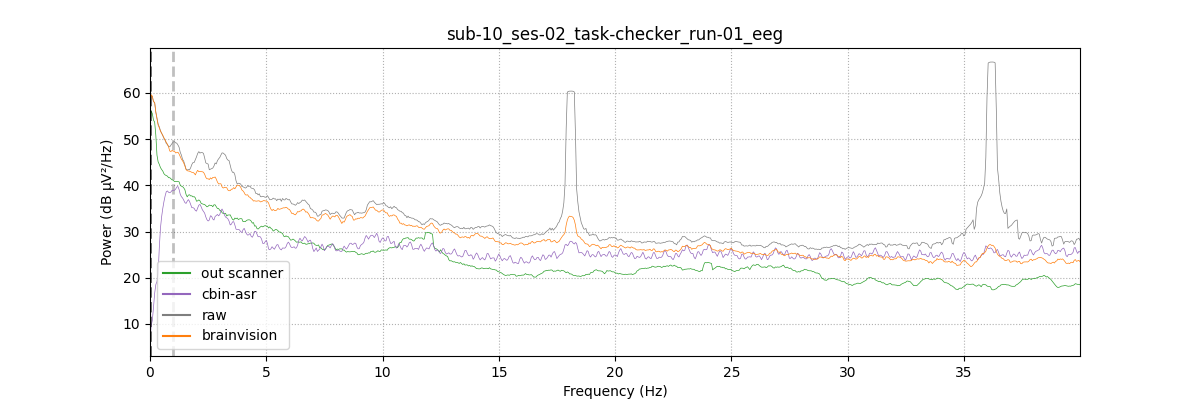 sub-10_ses-02_task-checker_run-01_eeg
Power (dB µV²/Hz)
60
50
40
30
20
10
out scanner
cbin-asr
raw
brainvision
0 5 10 15 20 25 30 35
Frequency (Hz)